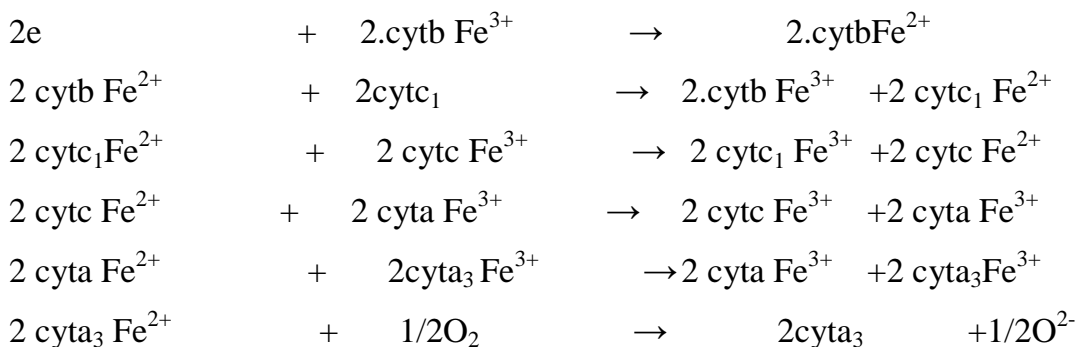 2e + 2.cytb Fe³⁺ → 2.cytbFe²⁺
2 cytb Fe²⁺ + 2cytc₁ → 2.cytb Fe³⁺ +2 cytc₁ Fe²⁺
2 cytc₁Fe²⁺ + 2 cytc Fe³⁺ → 2 cytc₁ Fe³⁺ +2 cytc Fe²⁺
2 cytc Fe²⁺ + 2 cyta Fe³⁺ → 2 cytc Fe³⁺ +2 cyta Fe³⁺
2 cyta Fe²⁺ + 2cyta₃ Fe³⁺ →2 cyta Fe³⁺ +2 cyta₃Fe³⁺
2 cyta₃ Fe²⁺ + 1/2O₂ → 2cyta₃ +1/2O²⁻